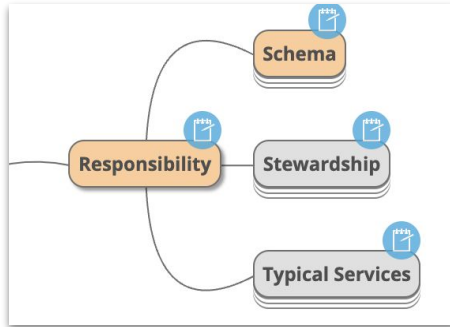 Schema
Responsibility
Stewardship
Typical Services